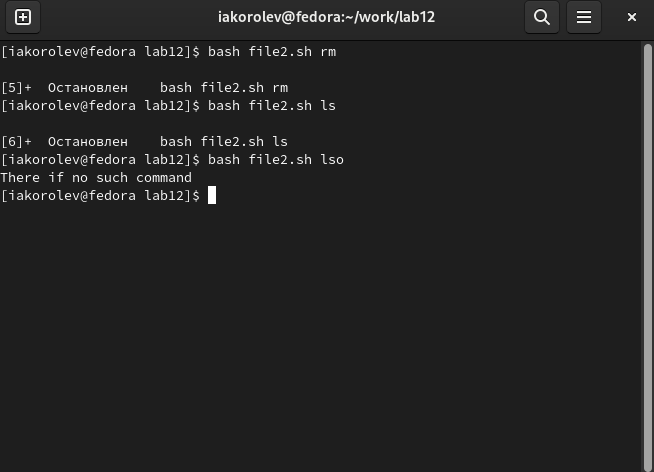 iakorolev@fedora:~/work/lab12
[iakorolev@fedora lab12]$ bash file2.sh rm
[5]+  Остановлен    bash file2.sh rm
[iakorolev@fedora lab12]$ bash file2.sh ls
[6]+  Остановлен    bash file2.sh ls
[iakorolev@fedora lab12]$ bash file2.sh lso
There if no such command
[iakorolev@fedora lab12]$